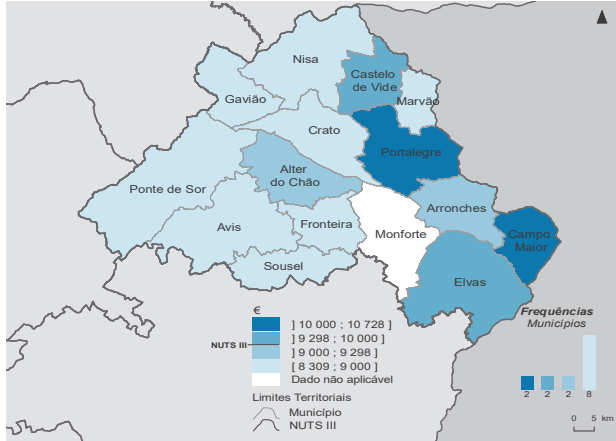 Nisa
Castelo
de Vide
Gavião
Marvão
Crato
Portalegre
Alter
do Chão
Ponte de Sor
Arronches
Avis
Fronteira
Monforte
Campo
Maior
Sousel
Elvas
€
] 10 000 ; 10 728 ]
] 9 298 ; 10 000 ]
NUTS III
] 9 000 ; 9 298 ]
[ 8 309 ; 9 000 ]
Dado não aplicável
Limites Territoriais
Município
NUTS III
Frequências
Municípios
2 2 2 8
0 5 km